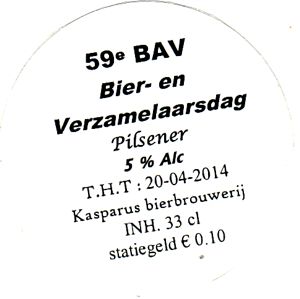 59e BAV
Bier- en
Verzamelaarsdag
Pilsener
5 % Alc
T.H.T : 20-04-2014
Kasparus bierbrouwerij
INH. 33 cl
statiegeld € 0.10